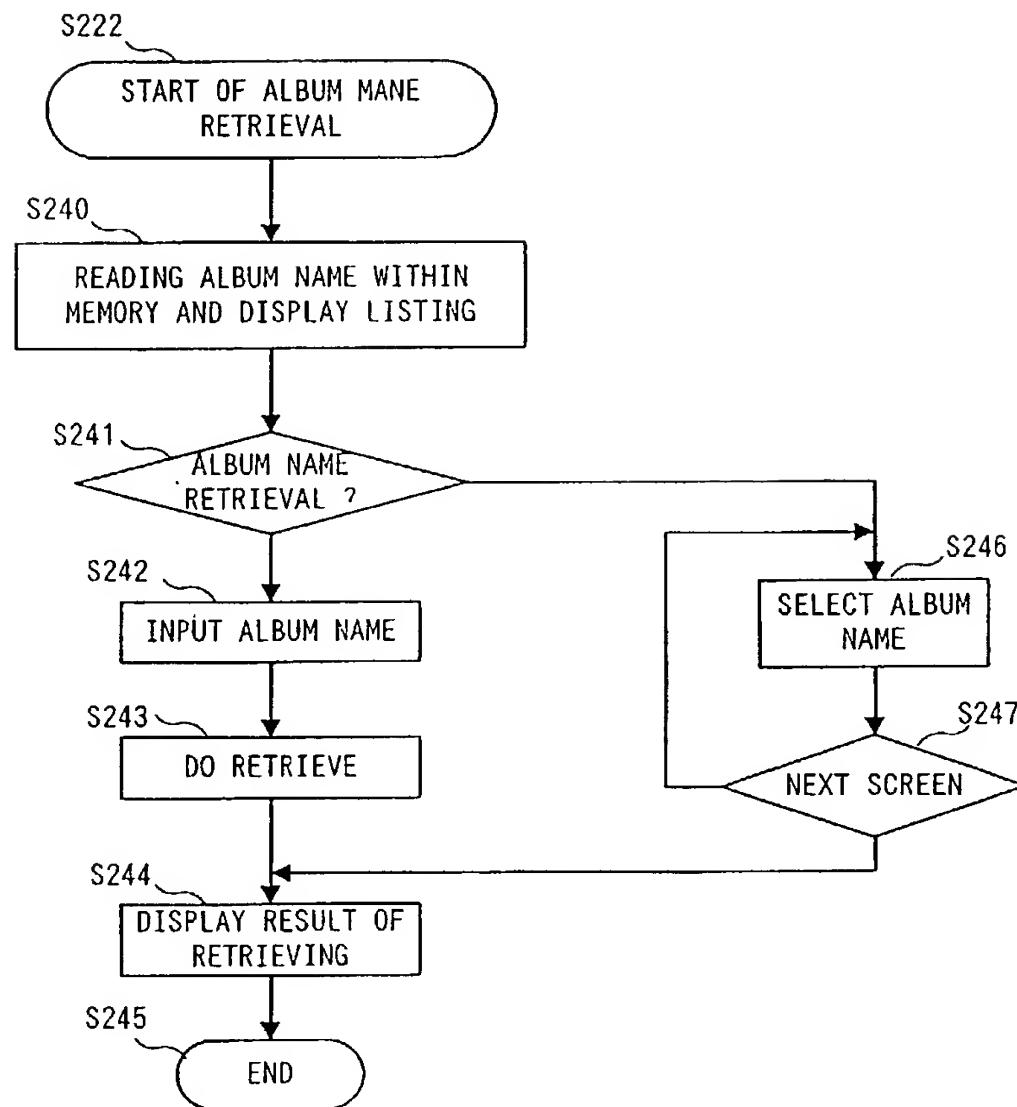 S222
START OF ALBUM MANE
RETRIEVAL
S240
READING ALBUM NAME WITHIN
MEMORY AND DISPLAY LISTING
S241
ALBUM NAME
RETRIEVAL ?
S242
INPUT ALBUM NAME
S243
DO RETRIEVE
S246
SELECT ALBUM
NAME
S247
NEXT SCREEN
S244
DISPLAY RESULT OF
RETRIEVING
S245
END